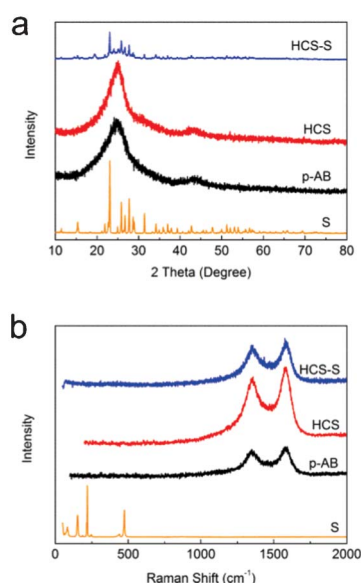 a
HCS-S
HCS
p-AB
S
Intensity
10 20 30 40 50 60 70 80
2 Theta (Degree)
b
HCS-S
HCS
p-AB
S
Intensity
0 500 1000 1500 2000
Raman Shift (cm⁻¹)